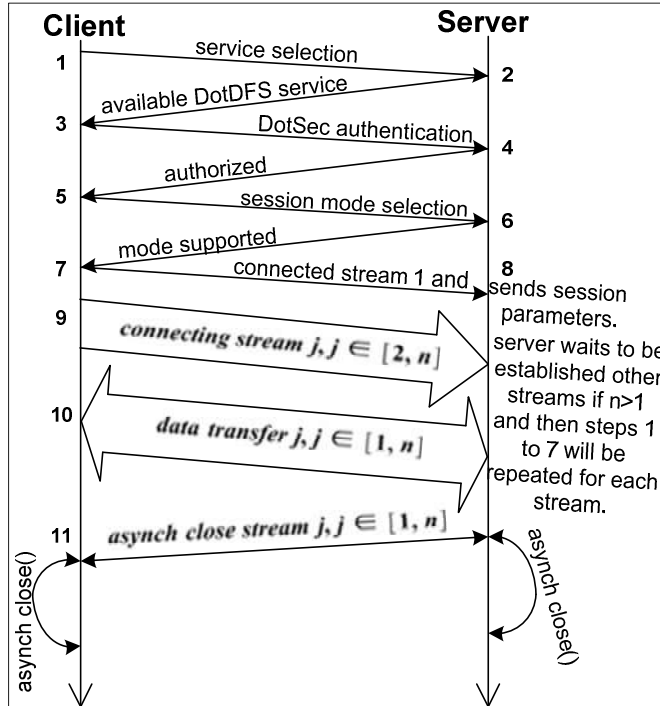 Client
Server
1
service selection
2
available DotDFS service
3
DotSec authentication
4
authorized
5
session mode selection
6
mode supported
7
connected stream 1 and
8
sends session
parameters.
9
connecting stream j, j ∈ [2, n]
server waits to be
established other
streams if n>1
and then steps 1
to 7 will be
repeated for each
stream.
10
data transfer j, j ∈ [1, n]
11
asynch close stream j, j ∈ [1, n]
asynch close()
asynch close()